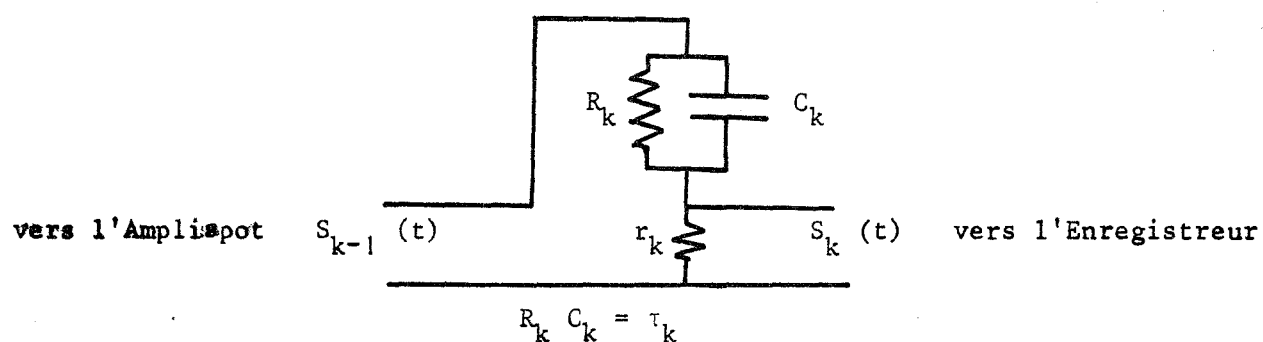 R_k C_k
vers l'Amplispot S_{k-1} (t) r_k S_k (t) vers l'Enregistreur
R_k C_k = τ_k